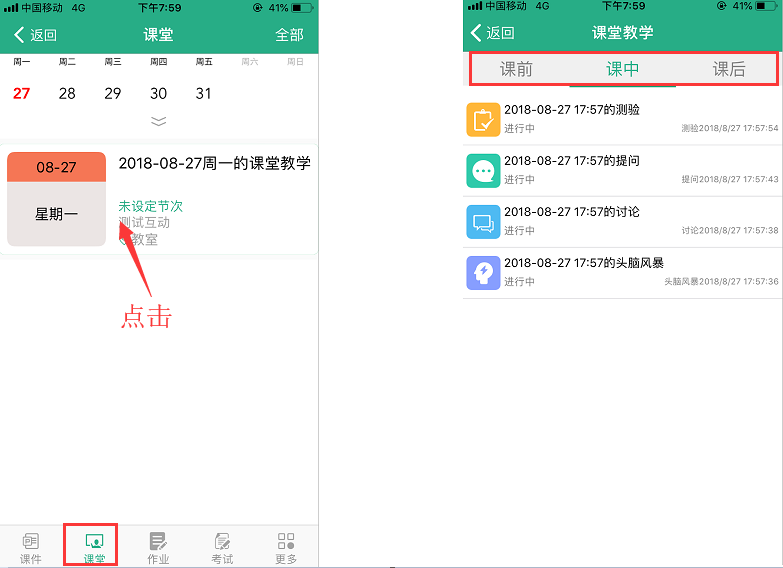 中国移动 4G 下午7:59 41%
返回 课堂 全部
周一 周二 周三 周四 周五 周六 周日
27 28 29 30 31
08-27
星期一
2018-08-27周一的课堂教学
未设定节次
测试互动
教室
点击
课件 课堂 作业 考试 更多
中国移动 4G 下午7:59 41%
返回 课堂教学
课前 课中 课后
2018-08-27 17:57的测验
进行中 测验2018/8/27 17:57:54
2018-08-27 17:57的提问
进行中 提问2018/8/27 17:57:43
2018-08-27 17:57的讨论
进行中 讨论2018/8/27 17:57:38
2018-08-27 17:57的头脑风暴
进行中 头脑风暴2018/8/27 17:57:36